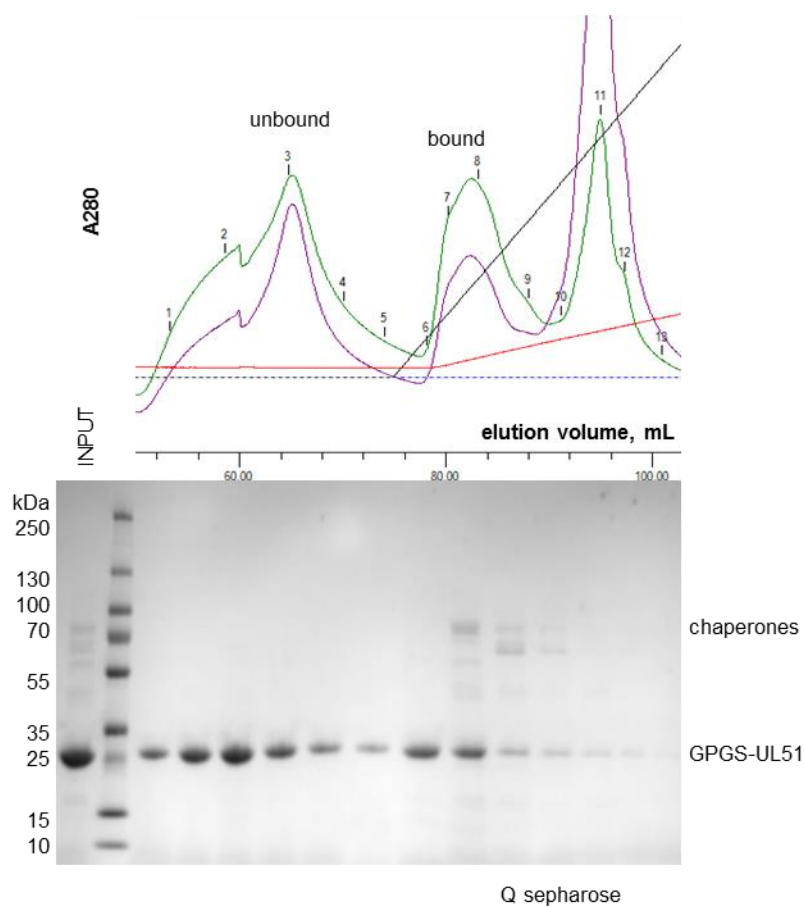 unbound
bound
A280
1
2
3
4
5
6
7
8
9
10
11
12
13
INPUT
elution volume, mL
60.00
80.00
100.00
kDa
250
130
100
70
55
35
25
15
10
chaperones
GPGS-UL51
Q sepharose